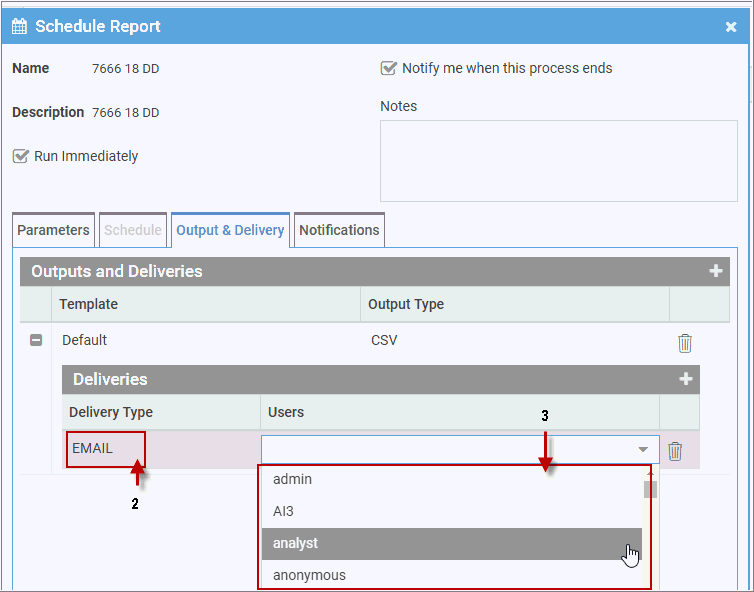 Schedule Report
Name 7666 18 DD
Notify me when this process ends
Description 7666 18 DD
Notes
Run Immediately
Parameters Schedule Output & Delivery Notifications
Outputs and Deliveries
Template Output Type
Default CSV
Deliveries
Delivery Type Users
3
EMAIL
2
admin
AI3
analyst
anonymous